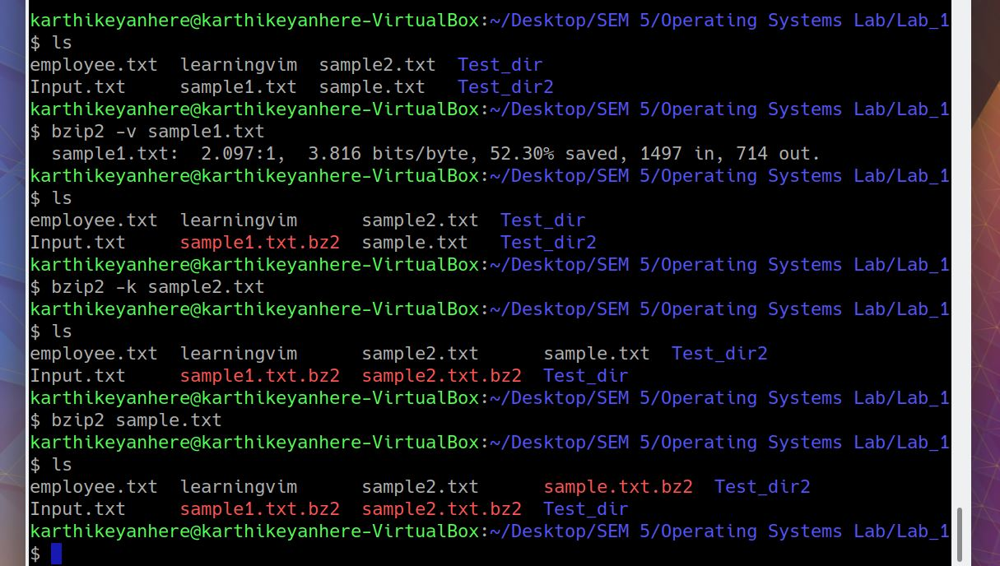 karthikeyanhere@karthikeyanhere-VirtualBox:~/Desktop/SEM 5/Operating Systems Lab/Lab_1
$ ls
employee.txt  learningvim  sample2.txt  Test_dir
Input.txt     sample1.txt  sample.txt   Test_dir2
karthikeyanhere@karthikeyanhere-VirtualBox:~/Desktop/SEM 5/Operating Systems Lab/Lab_1
$ bzip2 -v sample1.txt
  sample1.txt:  2.097:1,  3.816 bits/byte, 52.30% saved, 1497 in, 714 out.
karthikeyanhere@karthikeyanhere-VirtualBox:~/Desktop/SEM 5/Operating Systems Lab/Lab_1
$ ls
employee.txt  learningvim      sample2.txt  Test_dir
Input.txt     sample1.txt.bz2  sample.txt   Test_dir2
karthikeyanhere@karthikeyanhere-VirtualBox:~/Desktop/SEM 5/Operating Systems Lab/Lab_1
$ bzip2 -k sample2.txt
karthikeyanhere@karthikeyanhere-VirtualBox:~/Desktop/SEM 5/Operating Systems Lab/Lab_1
$ ls
employee.txt  learningvim      sample2.txt      sample.txt  Test_dir2
Input.txt     sample1.txt.bz2  sample2.txt.bz2  Test_dir
karthikeyanhere@karthikeyanhere-VirtualBox:~/Desktop/SEM 5/Operating Systems Lab/Lab_1
$ bzip2 sample.txt
karthikeyanhere@karthikeyanhere-VirtualBox:~/Desktop/SEM 5/Operating Systems Lab/Lab_1
$ ls
employee.txt  learningvim      sample2.txt      sample.txt.bz2  Test_dir2
Input.txt     sample1.txt.bz2  sample2.txt.bz2  Test_dir
karthikeyanhere@karthikeyanhere-VirtualBox:~/Desktop/SEM 5/Operating Systems Lab/Lab_1
$